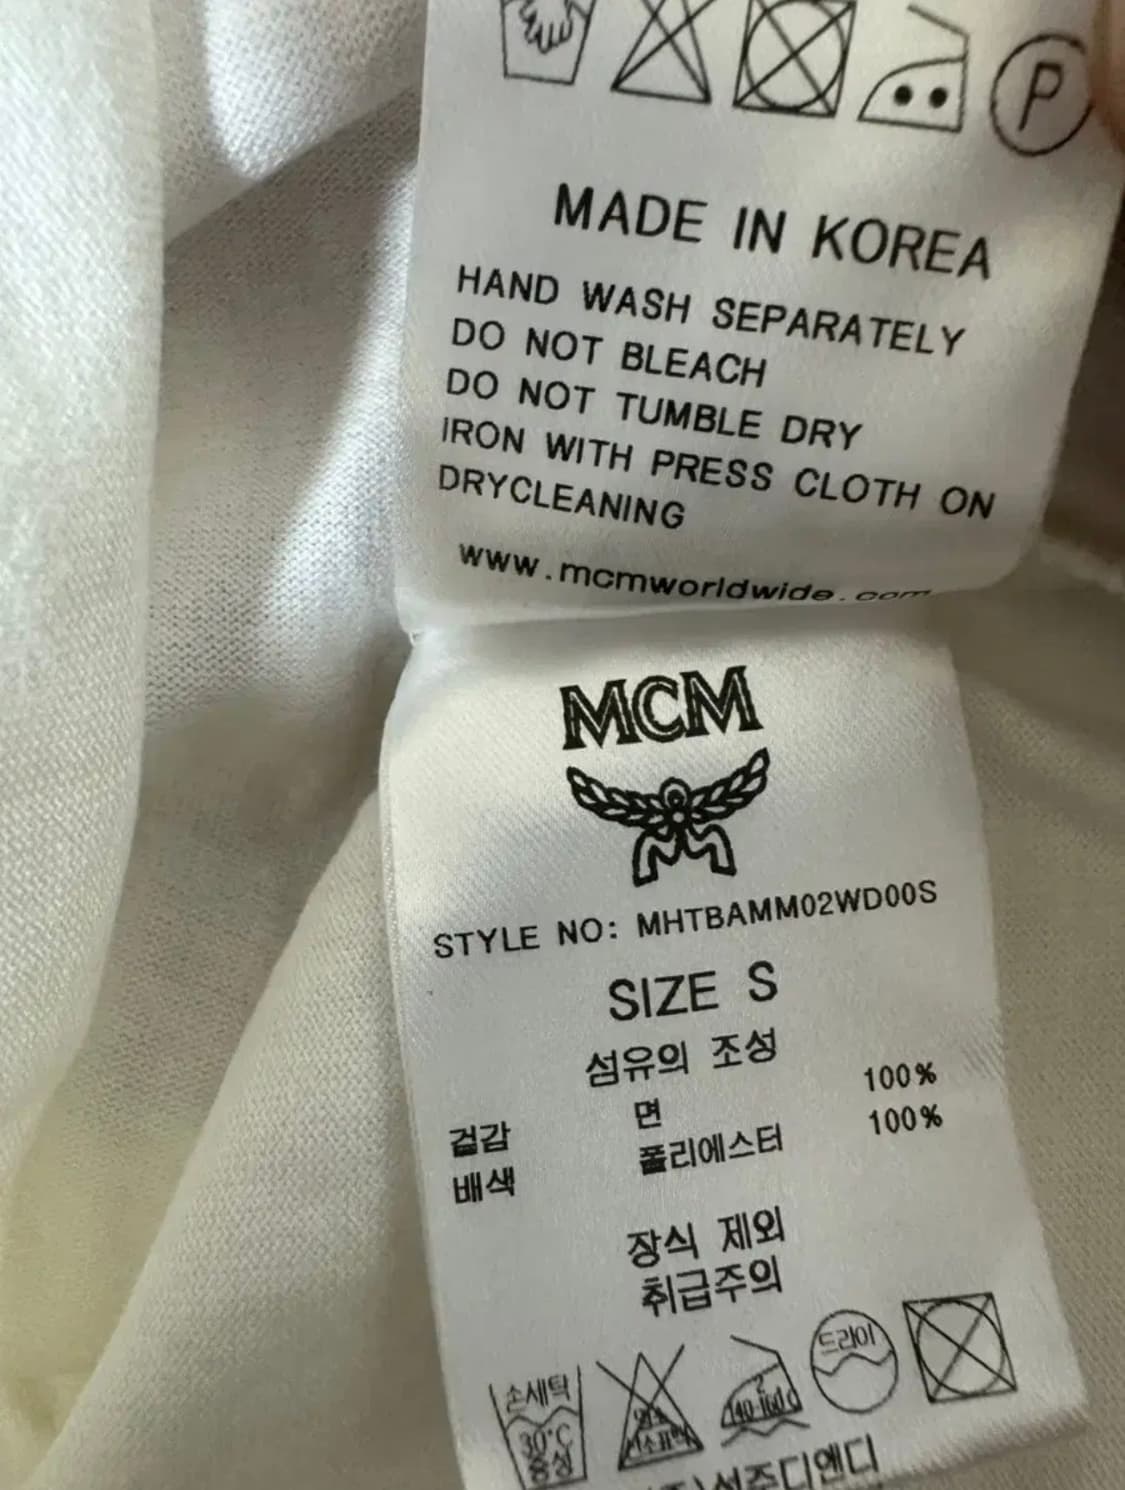 P
MADE IN KOREA
HAND WASH SEPARATELY
DO NOT BLEACH
DO NOT TUMBLE DRY
IRON WITH PRESS CLOTH ON
DRYCLEANING
www.mcmworldwide.com
MCM
STYLE NO: MHTBAMM02WD00S
SIZE S
섬유의 조성
겉감 면 100%
배색 폴리에스터 100%
장식 제외
취급주의
손세탁
30°C
중성
2
140-160℃
드라이